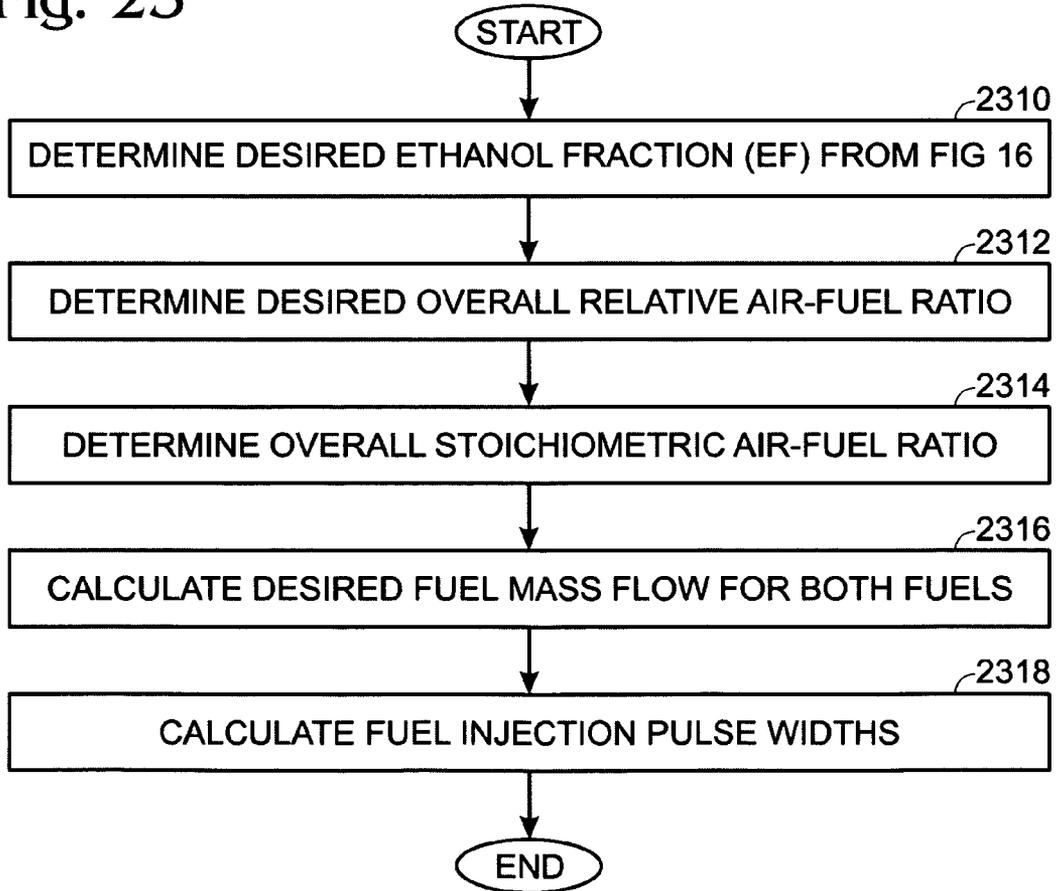 Fig. 23
START
2310
DETERMINE DESIRED ETHANOL FRACTION (EF) FROM FIG 16
2312
DETERMINE DESIRED OVERALL RELATIVE AIR-FUEL RATIO
2314
DETERMINE OVERALL STOICHIOMETRIC AIR-FUEL RATIO
2316
CALCULATE DESIRED FUEL MASS FLOW FOR BOTH FUELS
2318
CALCULATE FUEL INJECTION PULSE WIDTHS
END